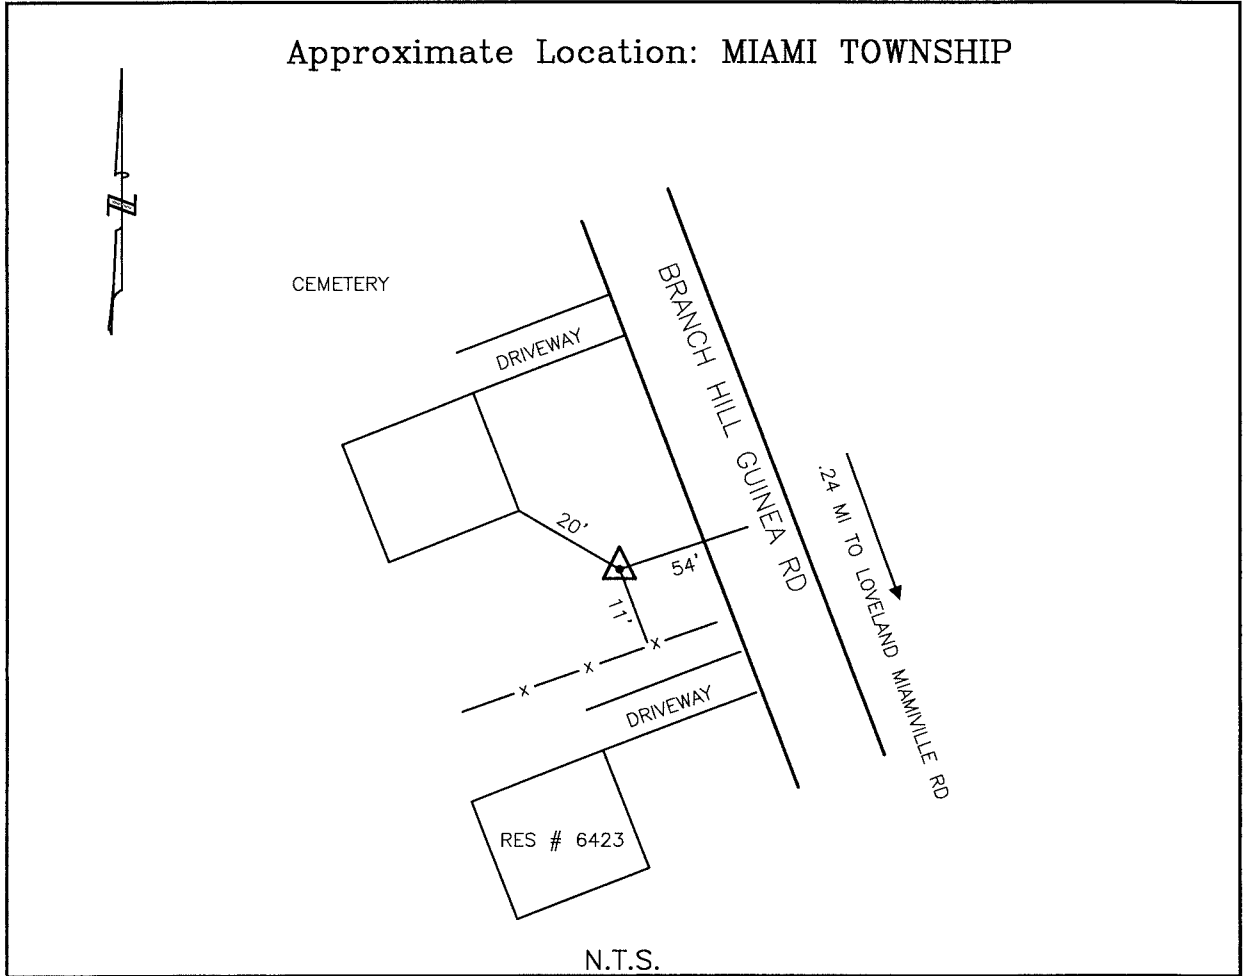 Approximate Location: MIAMI TOWNSHIP
N
CEMETERY
DRIVEWAY
BRANCH HILL GUINEA RD
.24 MI TO LOVELAND MIAMIVILLE RD
20'
54'
11'
x x x
DRIVEWAY
RES # 6423
N.T.S.